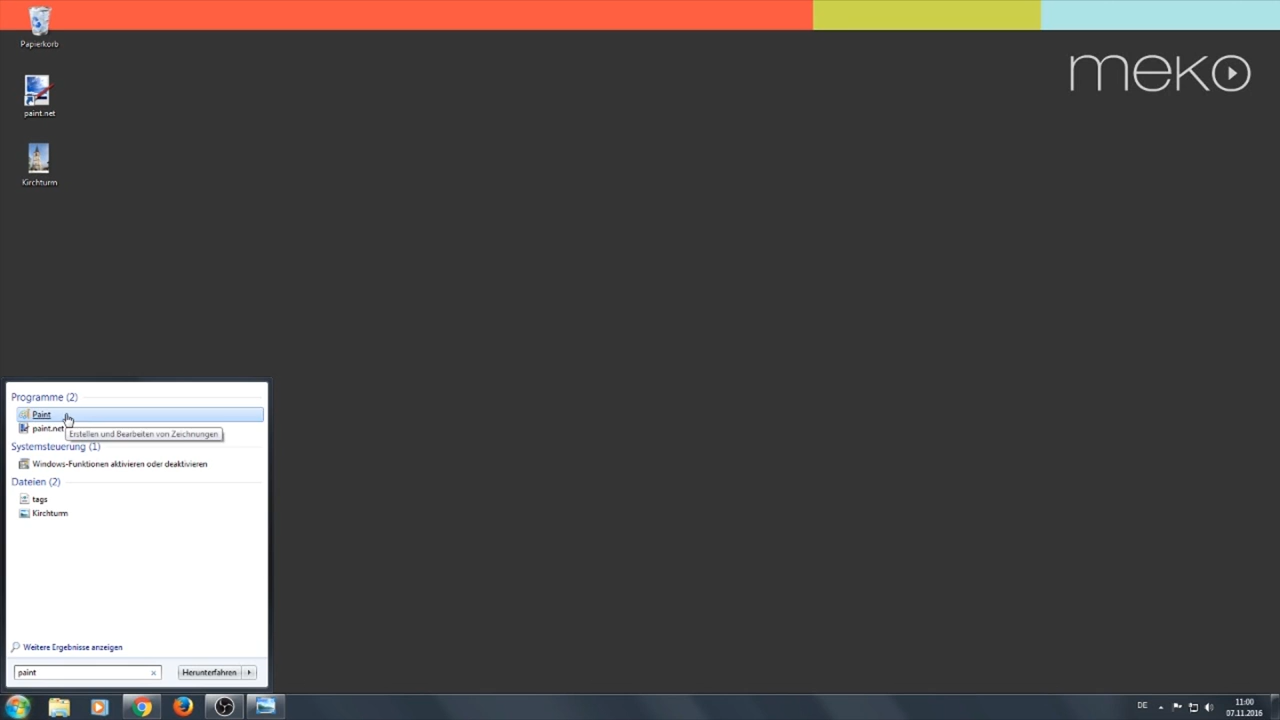 Papierkorb
meko
paint.net
Kirchturm
Programme (2)
Paint
paint.net
Erstellen und Bearbeiten von Zeichnungen
Systemsteuerung (1)
Windows-Funktionen aktivieren oder deaktivieren
Dateien (2)
tags
Kirchturm
Weitere Ergebnisse anzeigen
paint
Herunterfahren
DE
11:00
07.11.2016